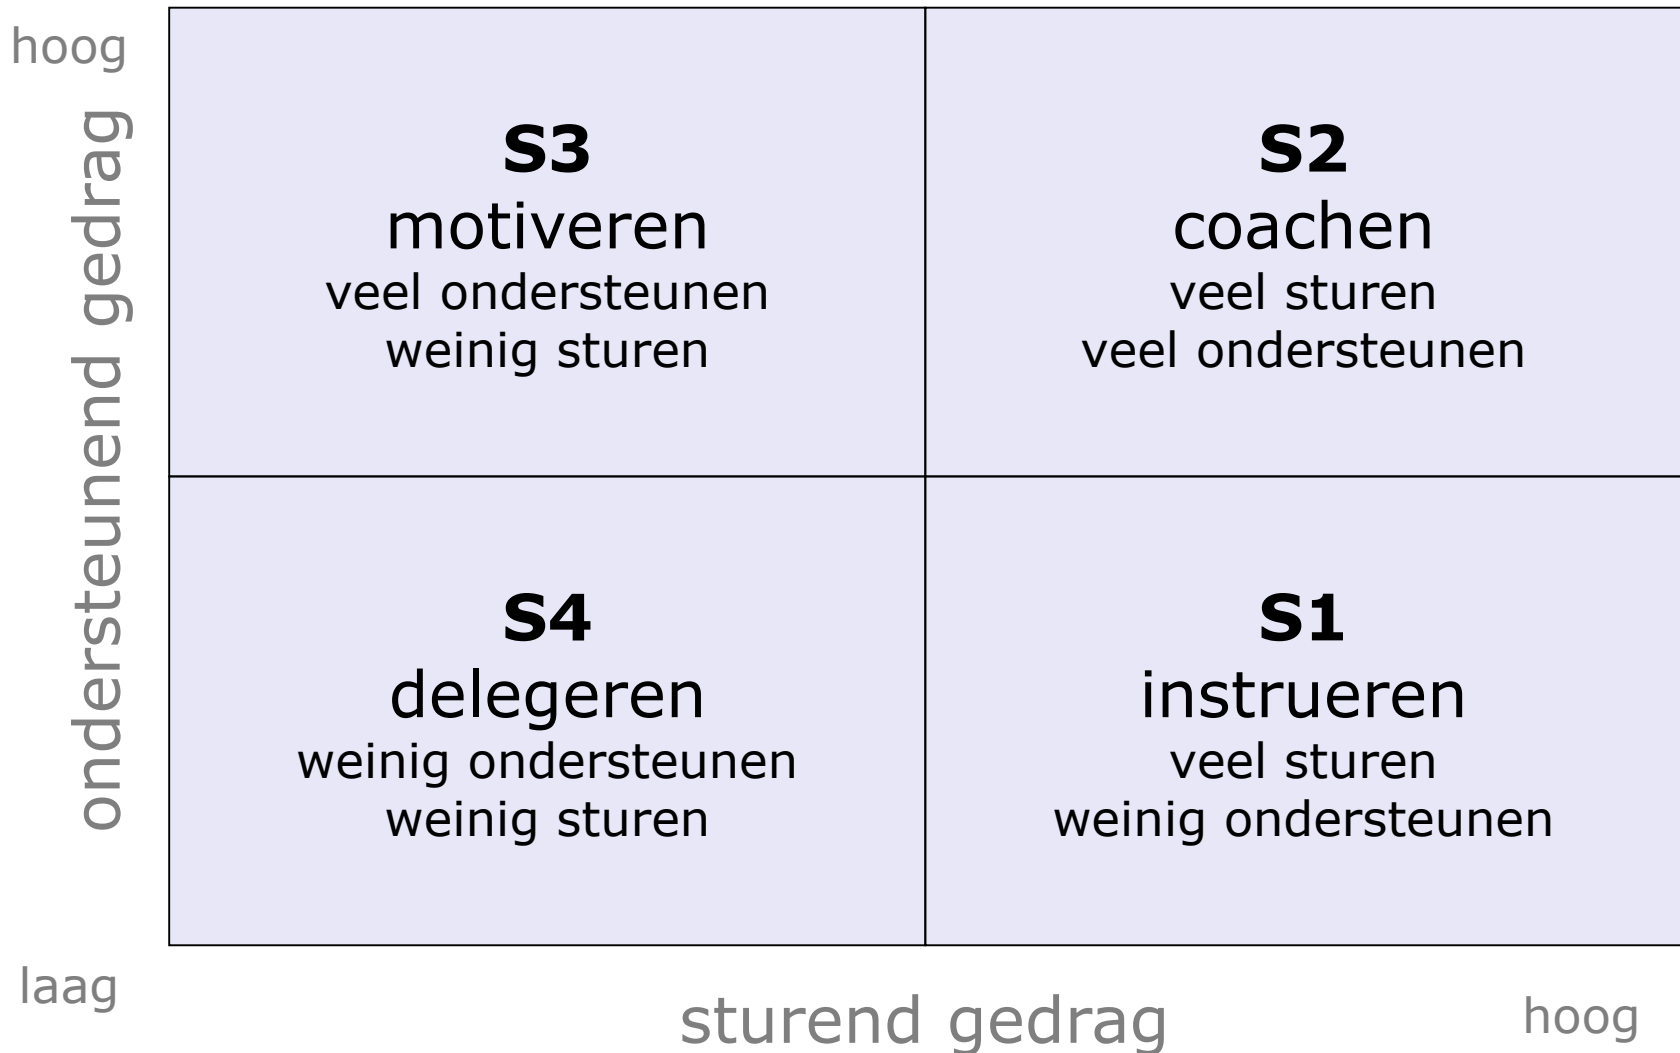 hoog
ondersteunend gedrag
S3
motiveren
veel ondersteunen
weinig sturen
S2
coachen
veel sturen
veel ondersteunen
S4
delegeren
weinig ondersteunen
weinig sturen
S1
instrueren
veel sturen
weinig ondersteunen
laag
sturend gedrag
hoog